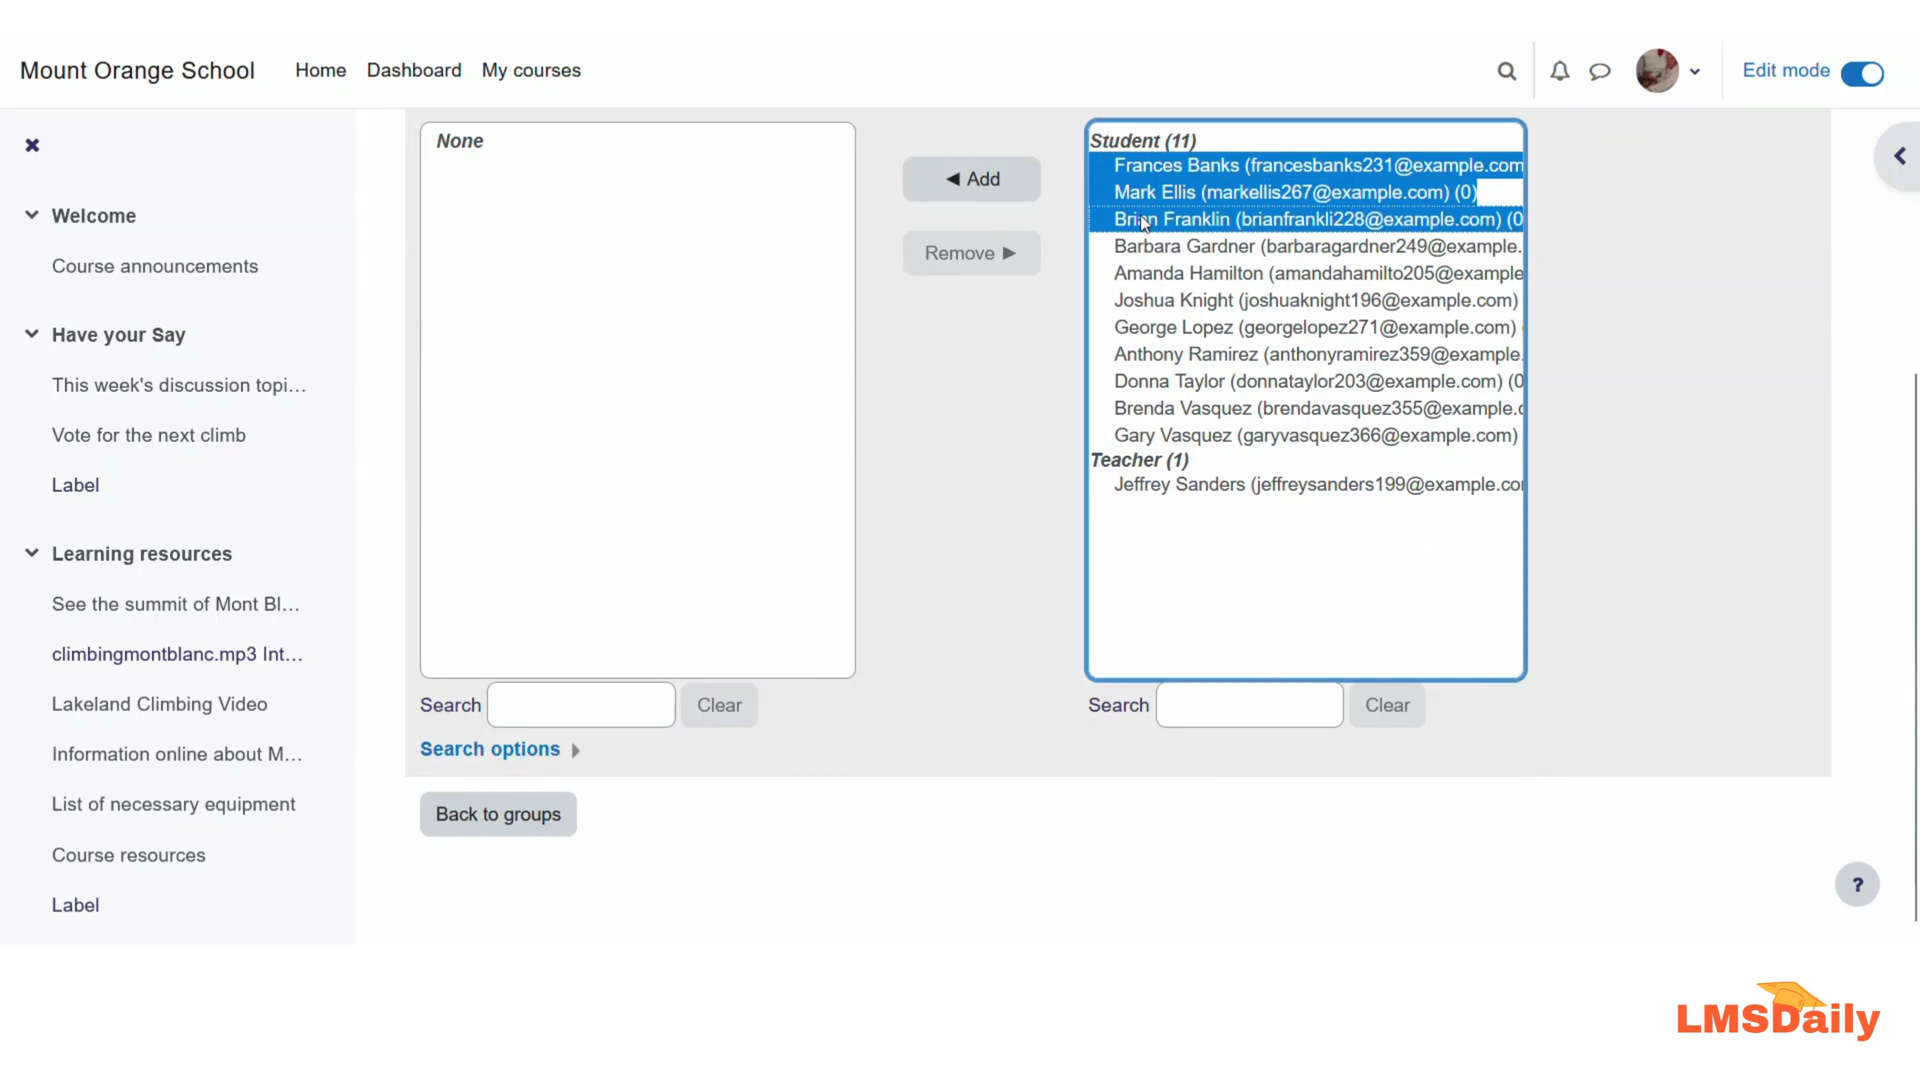 Mount Orange School
Home
Dashboard
My courses
Edit mode
Welcome
Course announcements
Have your Say
This week's discussion topi...
Vote for the next climb
Label
Learning resources
See the summit of Mont Bl...
climbingmontblanc.mp3 Int...
Lakeland Climbing Video
Information online about M...
List of necessary equipment
Course resources
Label
None
Search
Clear
Search options
Back to groups
◀ Add
Remove ▶
Student (11)
Frances Banks (francesbanks231@example.com
Mark Ellis (markellis267@example.com) (0)
Brian Franklin (brianfrankli228@example.com) (0
Barbara Gardner (barbaragardner249@example.
Amanda Hamilton (amandahamilto205@example
Joshua Knight (joshuaknight196@example.com)
George Lopez (georgelopez271@example.com)
Anthony Ramirez (anthonyramirez359@example.
Donna Taylor (donnataylor203@example.com) (0
Brenda Vasquez (brendavasquez355@example.c
Gary Vasquez (garyvasquez366@example.com)
Teacher (1)
Jeffrey Sanders (jeffreysanders199@example.co
Search
Clear
?
LMSDaily